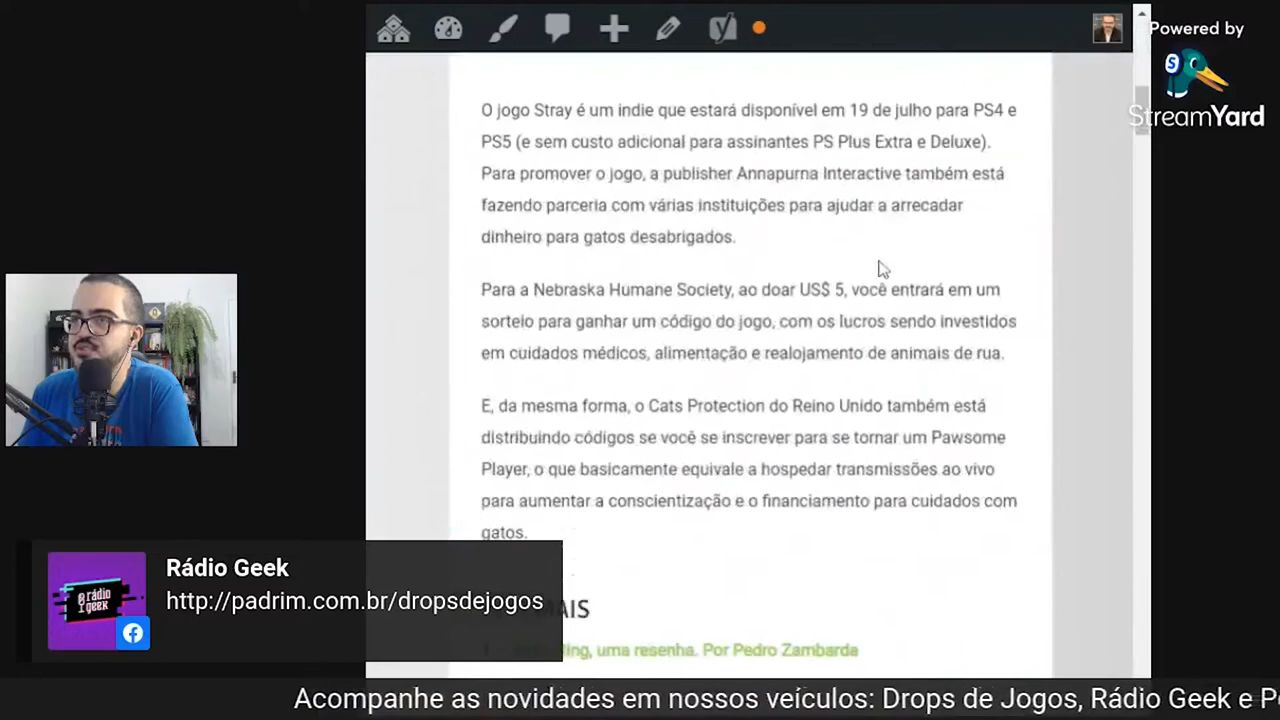 Powered by
StreamYard
O jogo Stray é um indie que estará disponível em 19 de julho para PS4 e
PS5 (e sem custo adicional para assinantes PS Plus Extra e Deluxe).
Para promover o jogo, a publisher Annapurna Interactive também está
fazendo parceria com várias instituições para ajudar a arrecadar
dinheiro para gatos desabrigados.
Para a Nebraska Humane Society, ao doar US$ 5, você entrará em um
sorteio para ganhar um código do jogo, com os lucros sendo investidos
em cuidados médicos, alimentação e realojamento de animais de rua.
E, da mesma forma, o Cats Protection do Reino Unido também está
distribuindo códigos se você se inscrever para se tornar um Pawsome
Player, o que basicamente equivale a hospedar transmissões ao vivo
para aumentar a conscientização e o financiamento para cuidados com
gatos.
rádio
geek
Rádio Geek
http://padrim.com.br/dropsdejogos
AIS
uma resenha. Por Pedro Zambarda
Acompanhe as novidades em nossos veículos: Drops de Jogos, Rádio Geek e